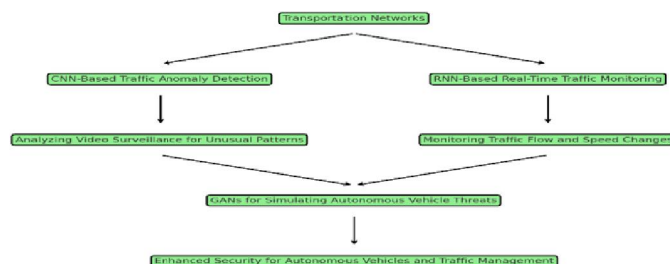 Transportation Networks
CNN-Based Traffic Anomaly Detection
RNN-Based Real-Time Traffic Monitoring
Analyzing Video Surveillance for Unusual Patterns
Monitoring Traffic Flow and Speed Changes
GANs for Simulating Autonomous Vehicle Threats
Enhanced Security for Autonomous Vehicles and Traffic Management